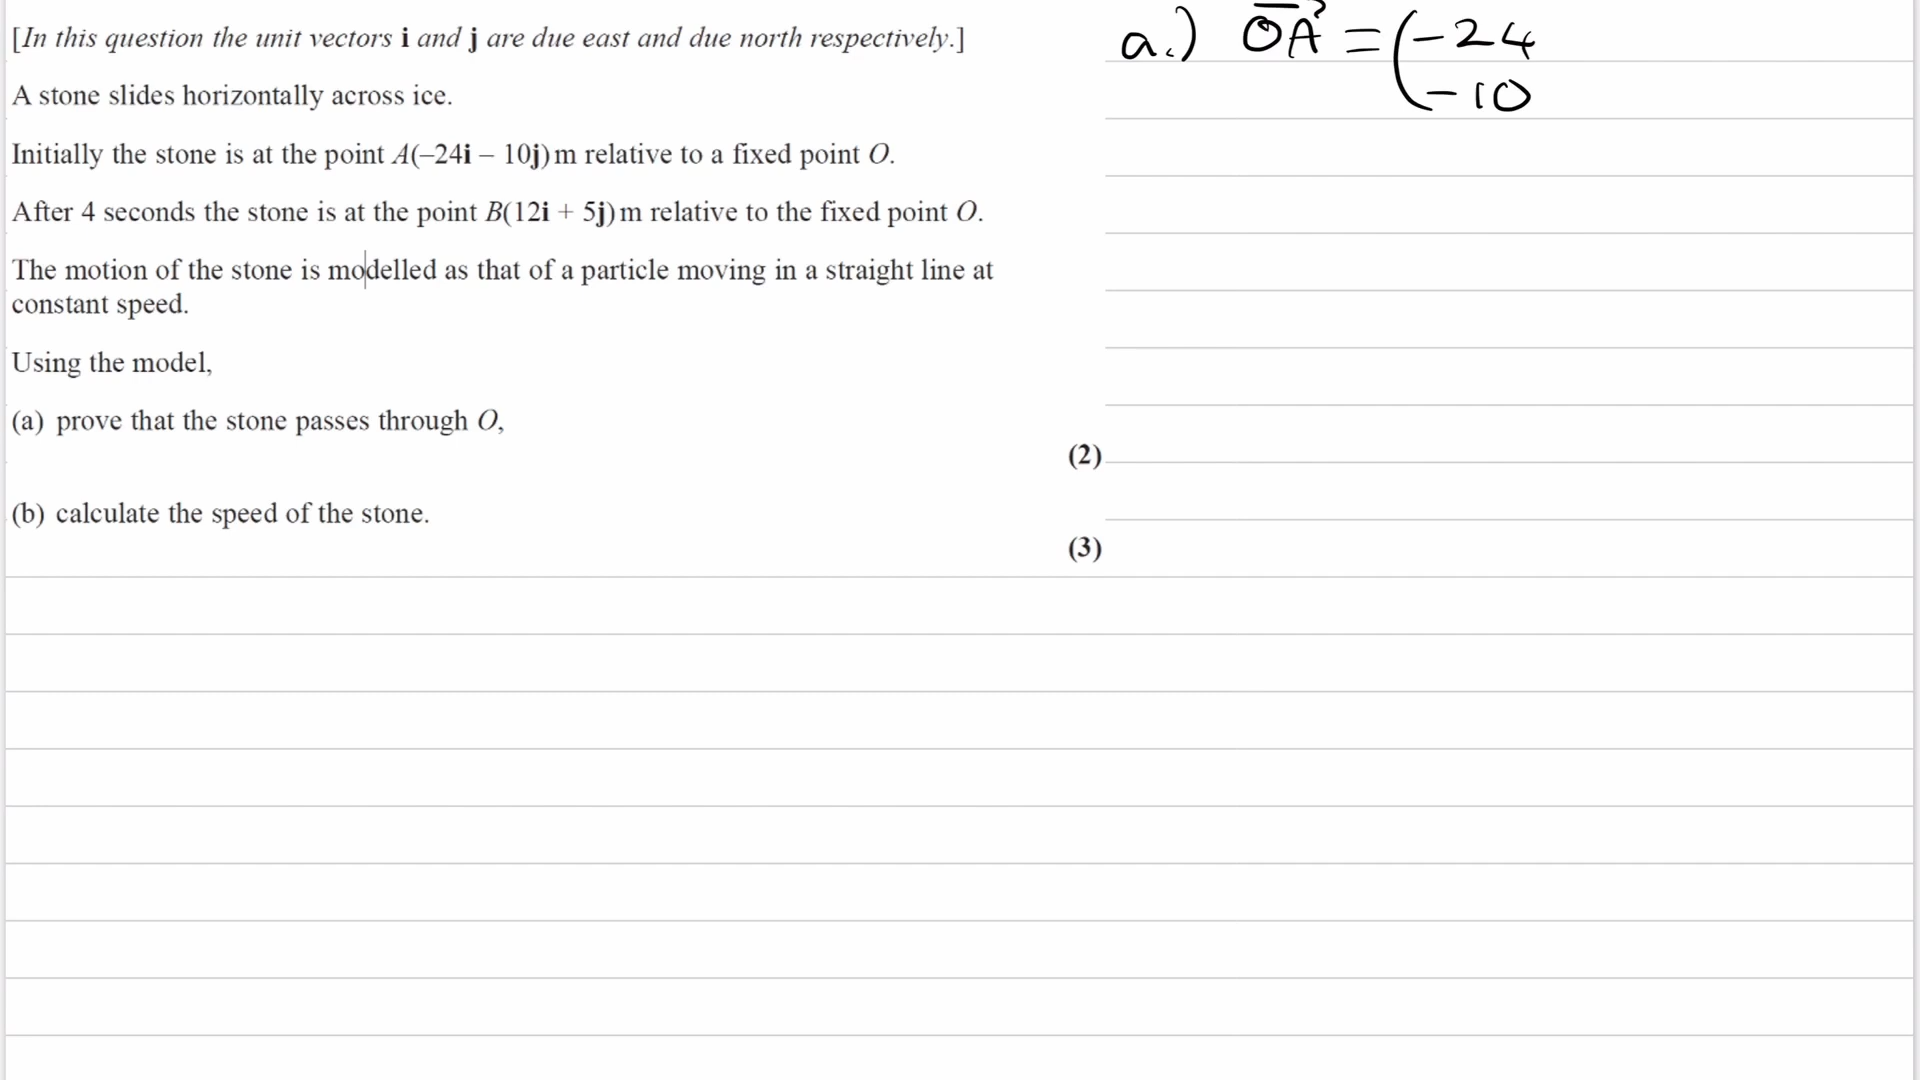 [In this question the unit vectors i and j are due east and due north respectively.]
A stone slides horizontally across ice.
Initially the stone is at the point A(–24i – 10j) m relative to a fixed point O.
After 4 seconds the stone is at the point B(12i + 5j) m relative to the fixed point O.
The motion of the stone is modelled as that of a particle moving in a straight line at
constant speed.
Using the model,
(a) prove that the stone passes through O,
(2)
(b) calculate the speed of the stone.
(3)
a.) OA = (-24
-10